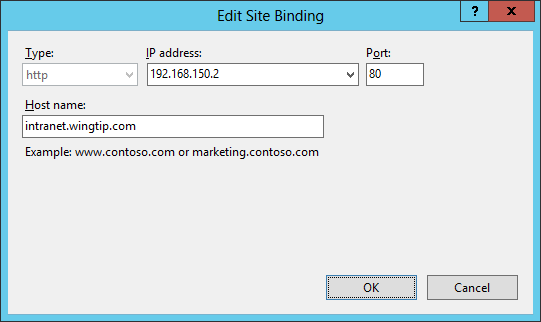 Edit Site Binding
? X
Type: IP address: Port:
http 192.168.150.2 80
Host name:
intranet.wingtip.com
Example: www.contoso.com or marketing.contoso.com
OK Cancel